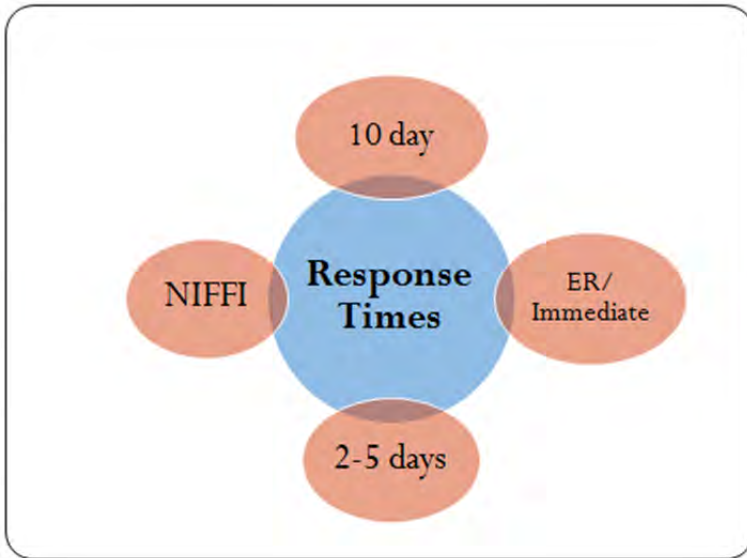 10 day
NIFFI
Response
Times
ER/
Immediate
2-5 days